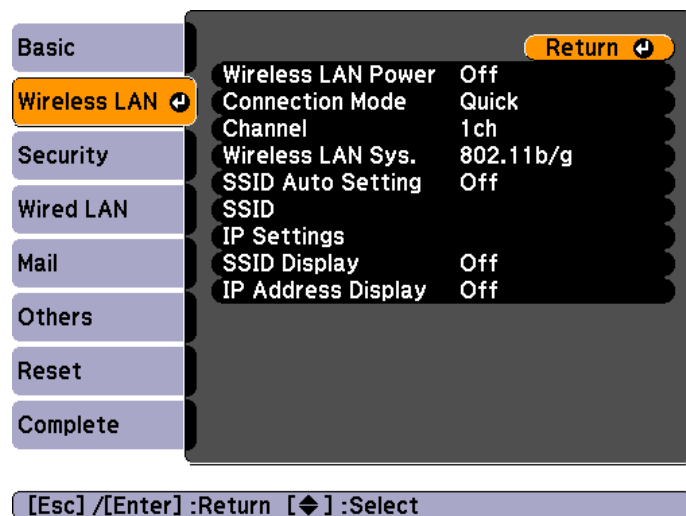 Basic
Wireless LAN
Security
Wired LAN
Mail
Others
Reset
Complete
Return
Wireless LAN Power Off
Connection Mode Quick
Channel 1ch
Wireless LAN Sys. 802.11b/g
SSID Auto Setting Off
SSID
IP Settings
SSID Display Off
IP Address Display Off
[Esc] /[Enter] :Return [◆] :Select